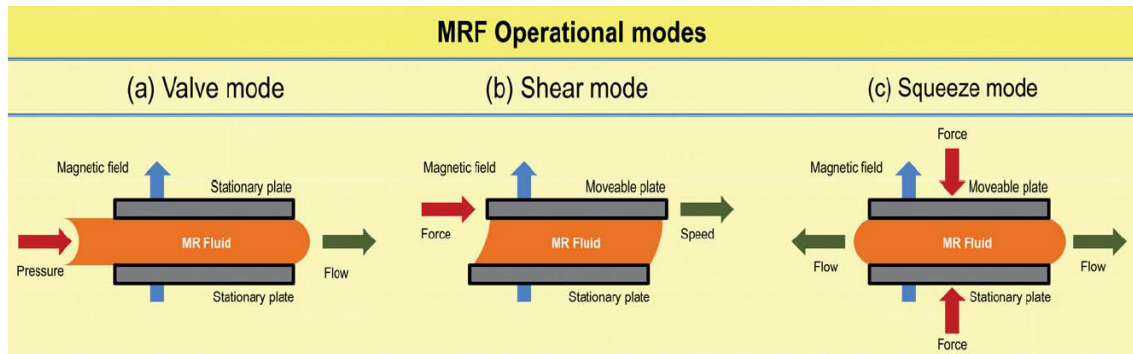 MRF Operational modes
(a) Valve mode
(b) Shear mode
(c) Squeeze mode
Magnetic field
Stationary plate
MR Fluid
Pressure
Flow
Stationary plate
Magnetic field
Moveable plate
Force
MR Fluid
Speed
Stationary plate
Force
Magnetic field
Moveable plate
MR Fluid
Flow
Flow
Stationary plate
Force